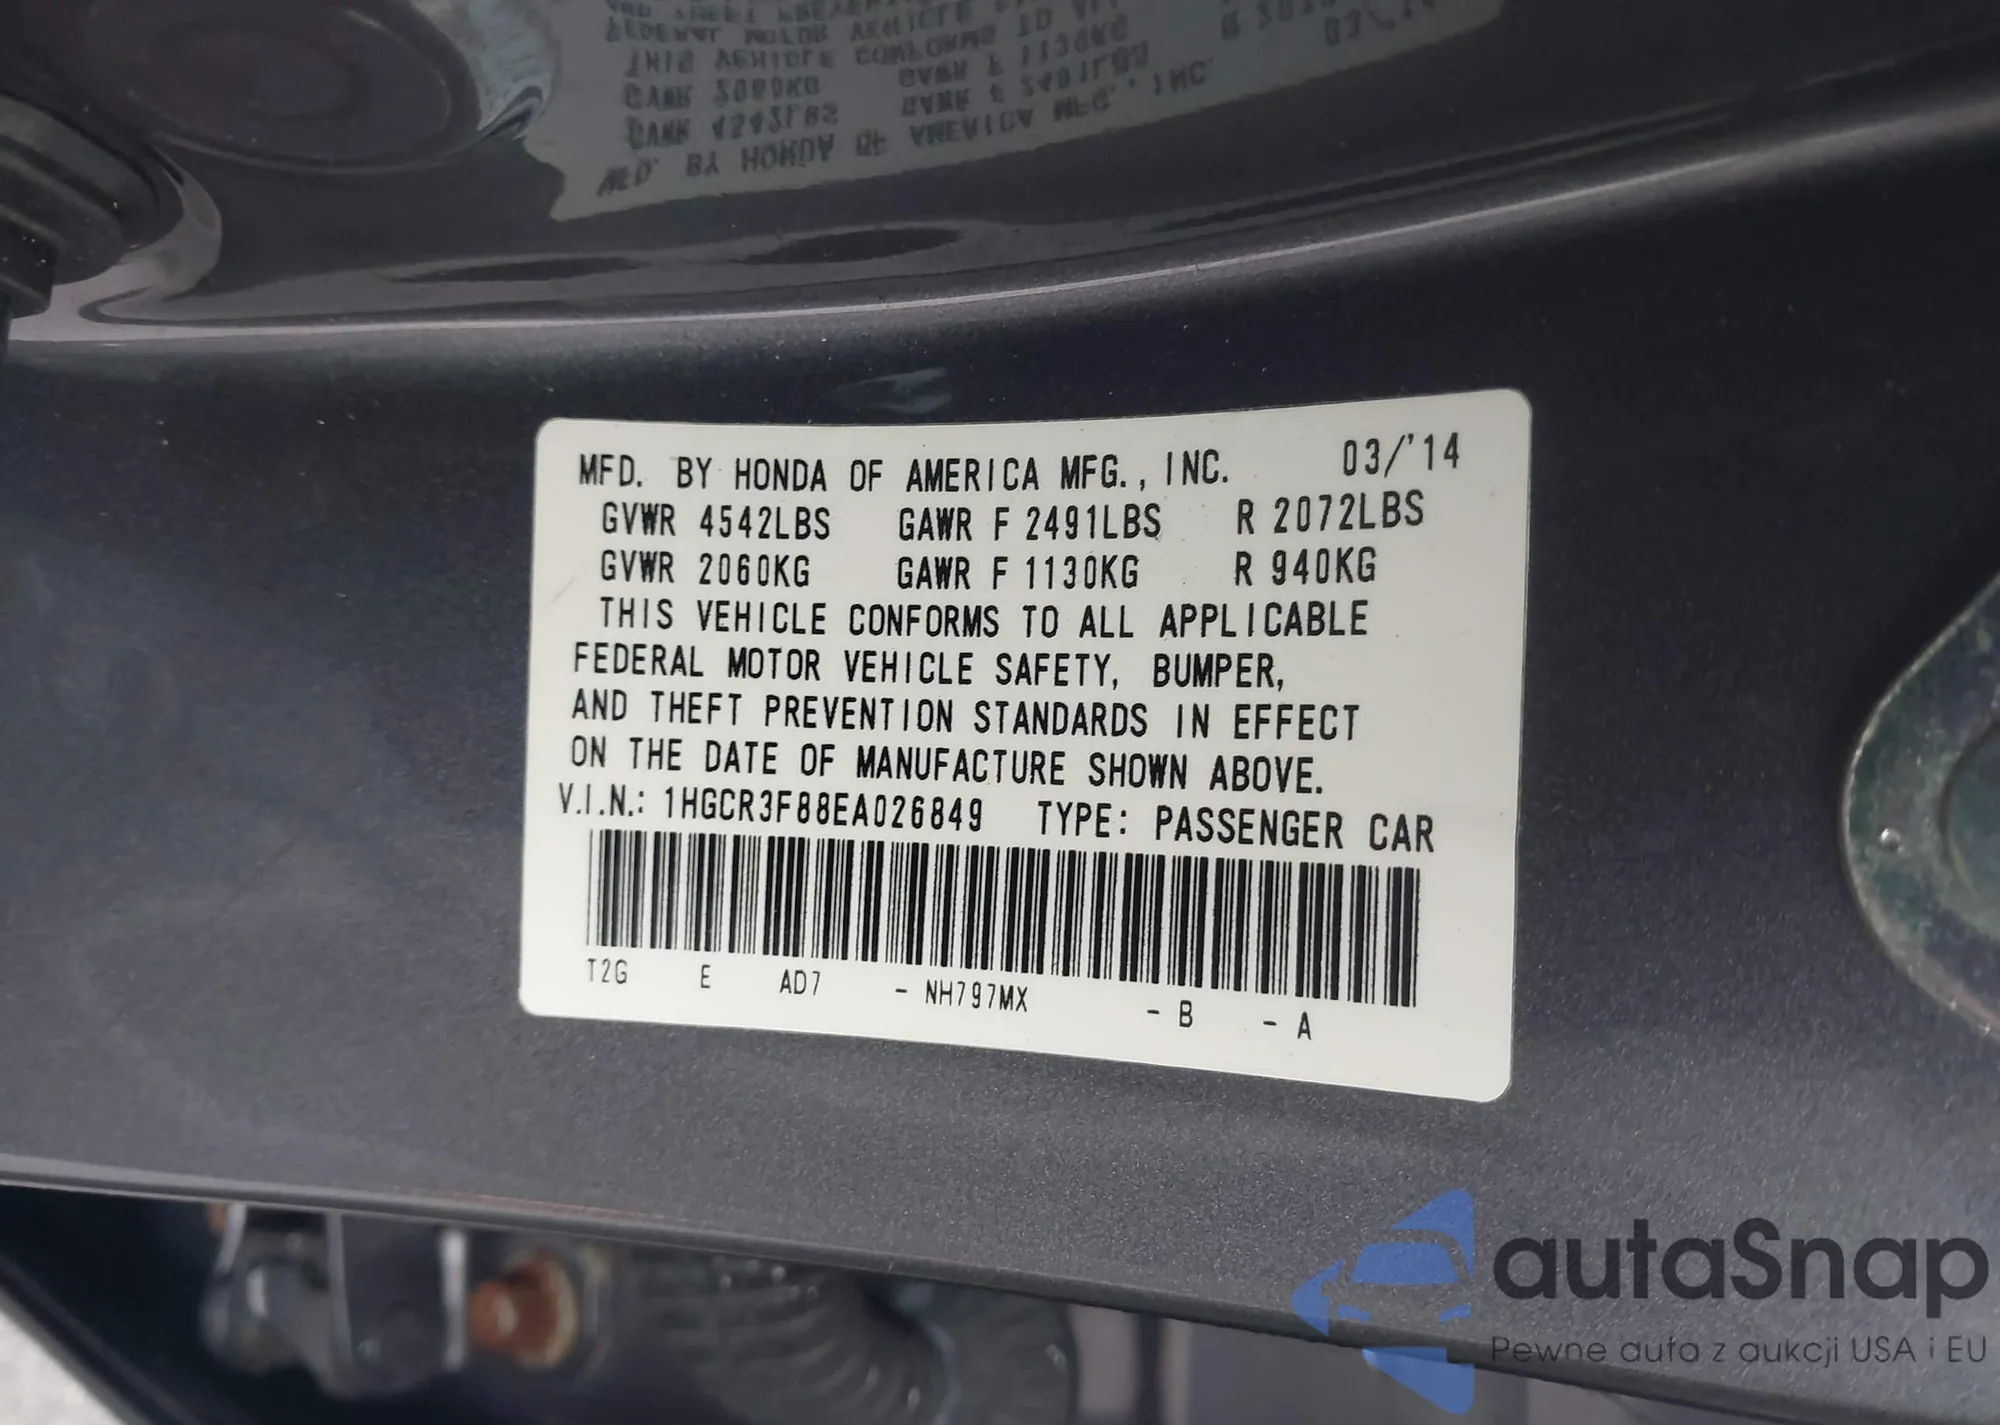 MFD. BY HONDA OF AMERICA MFG., INC. 03/'14
GVWR 4542LBS GAWR F 2491LBS R 2072LBS
GVWR 2060KG GAWR F 1130KG R 940KG
THIS VEHICLE CONFORMS TO ALL APPLICABLE
FEDERAL MOTOR VEHICLE SAFETY, BUMPER,
AND THEFT PREVENTION STANDARDS IN EFFECT
ON THE DATE OF MANUFACTURE SHOWN ABOVE.
V.I.N.: 1HGCR3F88EA026849 TYPE: PASSENGER CAR
T2G E AD7 - NH797MX - B - A
autaSnap
Pewne auta z aukcji USA i EU